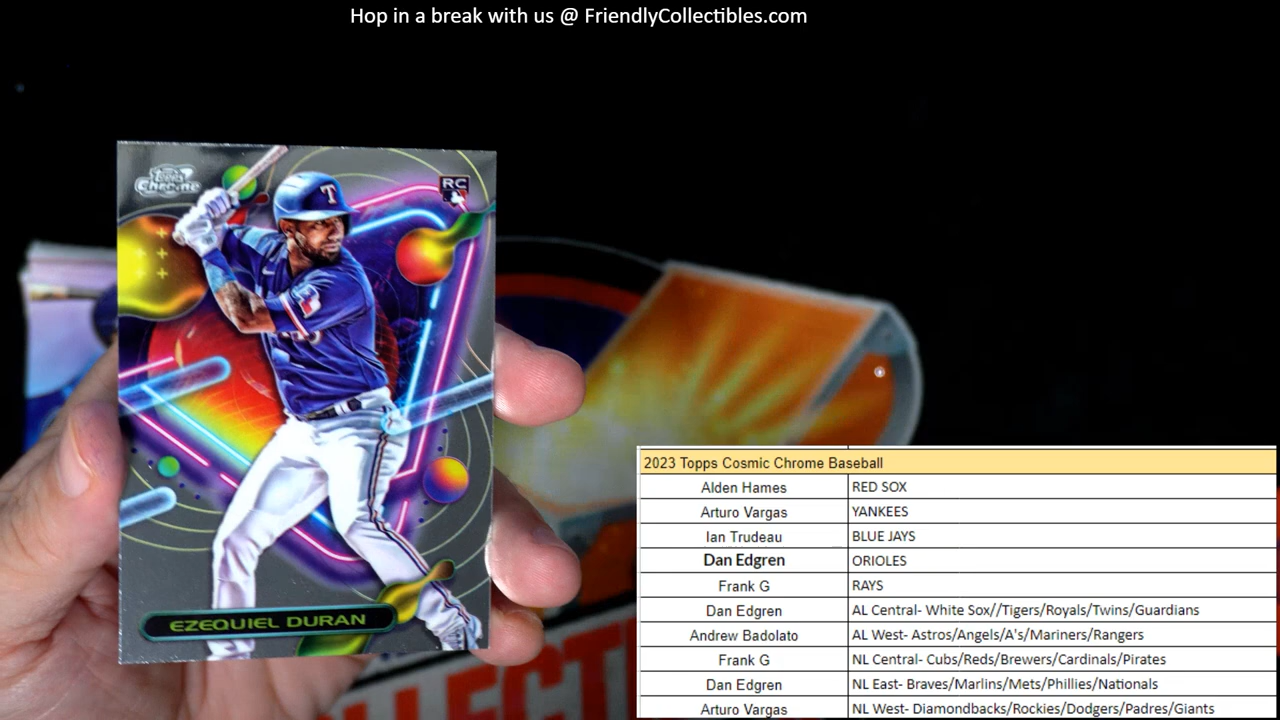 Hop in a break with us @ FriendlyCollectibles.com
Topps
Chrome
RC
T
EZEQUIEL DURAN
2023 Topps Cosmic Chrome Baseball
Alden Hames RED SOX
Arturo Vargas YANKEES
Ian Trudeau BLUE JAYS
Dan Edgren ORIOLES
Frank G RAYS
Dan Edgren AL Central- White Sox//Tigers/Royals/Twins/Guardians
Andrew Badolato AL West- Astros/Angels/A's/Mariners/Rangers
Frank G NL Central- Cubs/Reds/Brewers/Cardinals/Pirates
Dan Edgren NL East- Braves/Marlins/Mets/Phillies/Nationals
Arturo Vargas NL West- Diamondbacks/Rockies/Dodgers/Padres/Giants